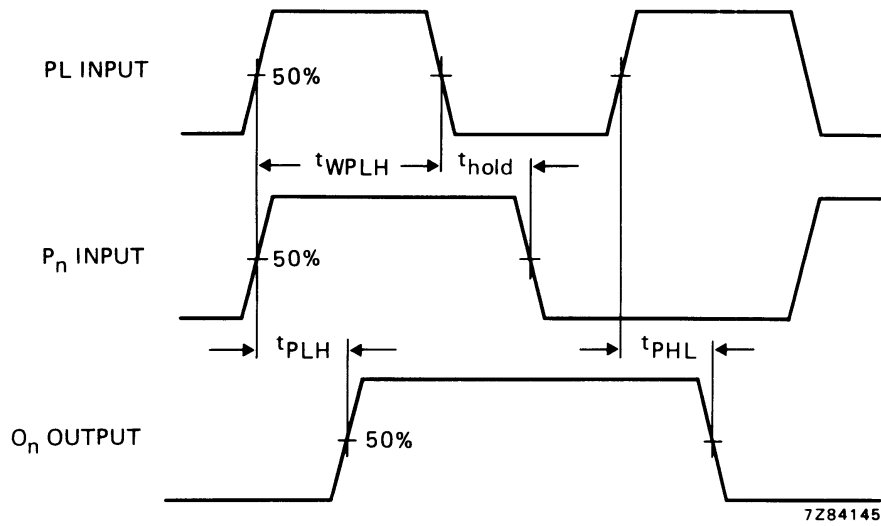 PL INPUT
50%
tWPLH
thold
Pn INPUT
50%
tPLH
tPHL
On OUTPUT
50%
7Z84145